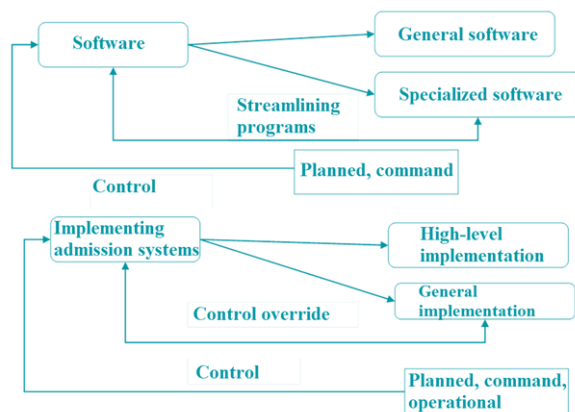 Software
General software
Specialized software
Streamlining
programs
Planned, command
Control
Implementing
admission systems
High-level
implementation
General
implementation
Control override
Control
Planned, command,
operational